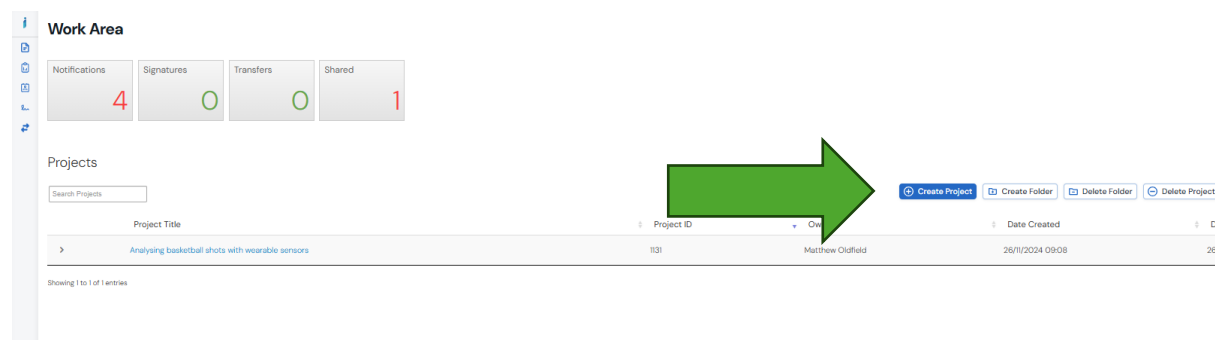 Work Area
Notifications Signatures Transfers Shared
4 0 0 1
Projects
Search Projects
Create Project Create Folder Delete Folder Delete Project
Project Title Project ID Date Created
Analysing basketball shots with wearable sensors 1131 Matthew Oldfield 26/11/2024 09:08 26
Showing 1 to 1 of 1 entries